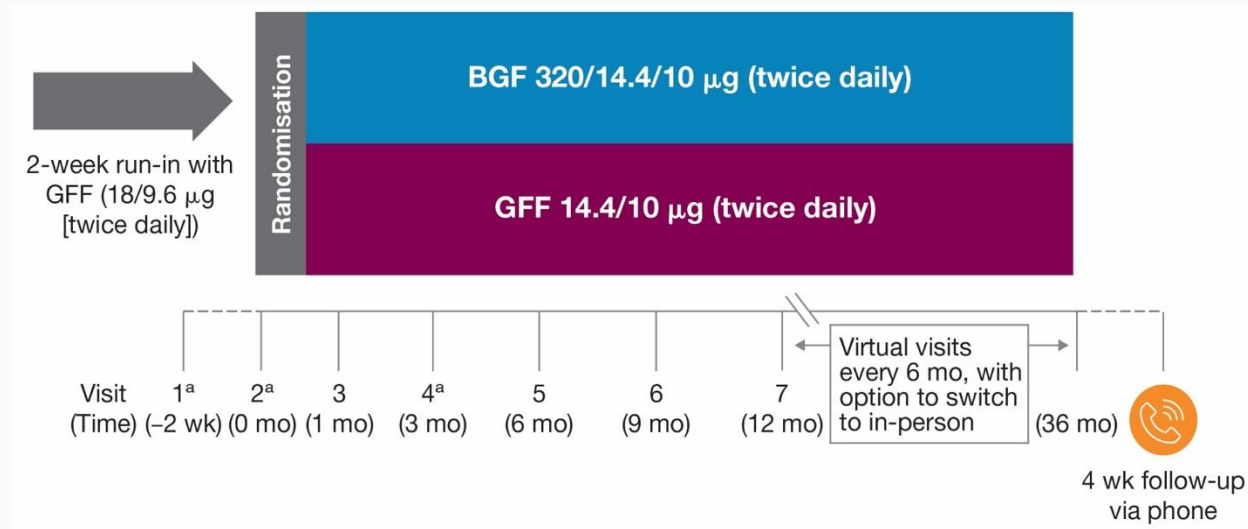 2-week run-in with
GFF (18/9.6 μg
[twice daily])
Randomisation
BGF 320/14.4/10 μg (twice daily)
GFF 14.4/10 μg (twice daily)
Visit 1ᵃ 2ᵃ 3 4ᵃ 5 6 7
(Time) (–2 wk) (0 mo) (1 mo) (3 mo) (6 mo) (9 mo) (12 mo) (36 mo)
Virtual visits
every 6 mo, with
option to switch
to in-person
4 wk follow-up
via phone